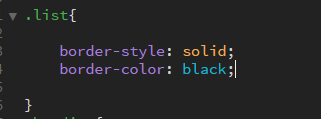 .list{
border-style: solid;
border-color: black;
}